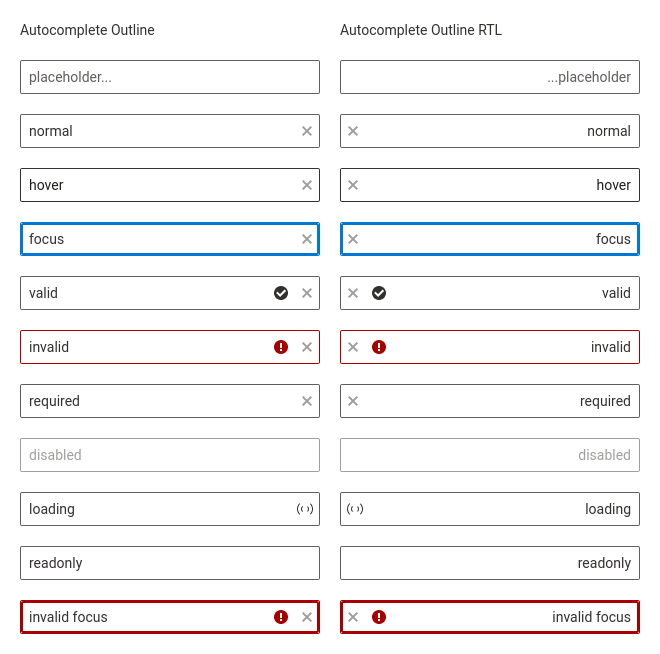 Autocomplete Outline
placeholder...
normal
hover
focus
valid
invalid
required
disabled
loading
readonly
invalid focus
Autocomplete Outline RTL
...placeholder
normal
hover
focus
valid
invalid
required
disabled
loading
readonly
invalid focus